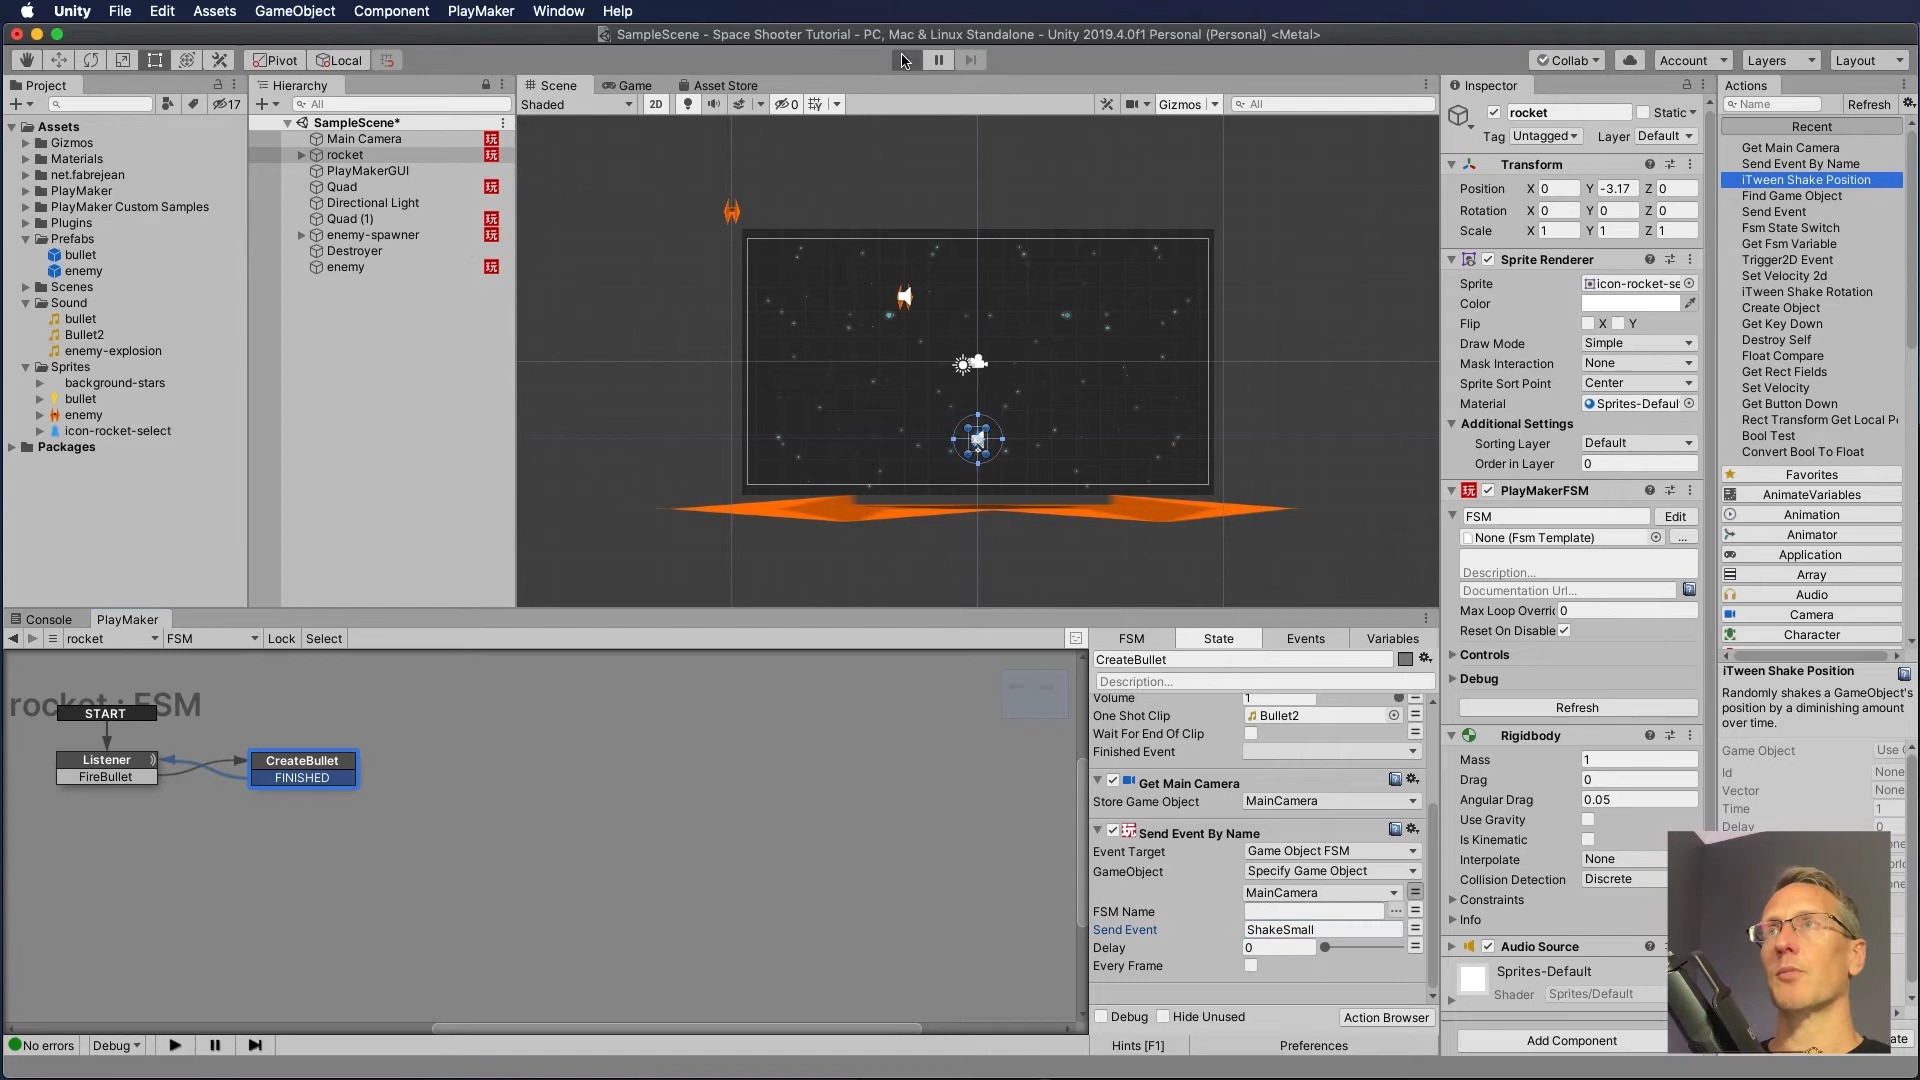 Unity File Edit Assets GameObject Component PlayMaker Window Help
SampleScene - Space Shooter Tutorial - PC, Mac & Linux Standalone - Unity 2019.4.0f1 Personal (Personal) <Metal>
Pivot Local Collab Account Layers Layout
Project
17
Assets
Gizmos
Materials
net.fabrejean
PlayMaker
PlayMaker Custom Samples
Plugins
Prefabs
bullet
enemy
Scenes
Sound
bullet
Bullet2
enemy-explosion
Sprites
background-stars
bullet
enemy
icon-rocket-select
Packages
Hierarchy
All
SampleScene*
Main Camera
rocket
PlayMakerGUI
Quad
Directional Light
Quad (1)
enemy-spawner
Destroyer
enemy
Scene Game Asset Store
Shaded 2D 0 Gizmos All
Inspector
rocket Static
Tag Untagged Layer Default
Transform
Position X 0 Y -3.17 Z 0
Rotation X 0 Y 0 Z 0
Scale X 1 Y 1 Z 1
Sprite Renderer
Sprite icon-rocket-se
Color
Flip X Y
Draw Mode Simple
Mask Interaction None
Sprite Sort Point Center
Material Sprites-Defaul
Additional Settings
Sorting Layer Default
Order in Layer 0
PlayMakerFSM
FSM Edit
None (Fsm Template) ...
Description...
Documentation Url...
Max Loop Overric 0
Reset On Disable
Controls
Debug
Refresh
Rigidbody
Mass 1
Drag 0
Angular Drag 0.05
Use Gravity
Is Kinematic
Interpolate None
Collision Detection Discrete
Constraints
Info
Audio Source
Sprites-Default
Shader Sprites/Default
Add Component
Actions
Name Refresh
Recent
Get Main Camera
Send Event By Name
iTween Shake Position
Find Game Object
Send Event
Fsm State Switch
Get Fsm Variable
Trigger2D Event
Set Velocity 2d
iTween Shake Rotation
Create Object
Get Key Down
Destroy Self
Float Compare
Get Rect Fields
Set Velocity
Get Button Down
Rect Transform Get Local Po
Bool Test
Convert Bool To Float
Favorites
AnimateVariables
Animation
Animator
Application
Array
Audio
Camera
Character
iTween Shake Position
Randomly shakes a GameObject's
position by a diminishing amount
over time.
Game Object Use
Id None
Vector None
Time 1
Delay 0
Console PlayMaker
rocket FSM Lock Select
rocket : FSM
START
Listener
FireBullet
CreateBullet
FINISHED
FSM State Events Variables
CreateBullet
Description...
Volume 1
One Shot Clip Bullet2
Wait For End Of Clip
Finished Event
Get Main Camera
Store Game Object MainCamera
Send Event By Name
Event Target Game Object FSM
GameObject Specify Game Object
MainCamera
FSM Name
Send Event ShakeSmall
Delay 0
Every Frame
Debug Hide Unused Action Browser
Hints [F1] Preferences
No errors Debug